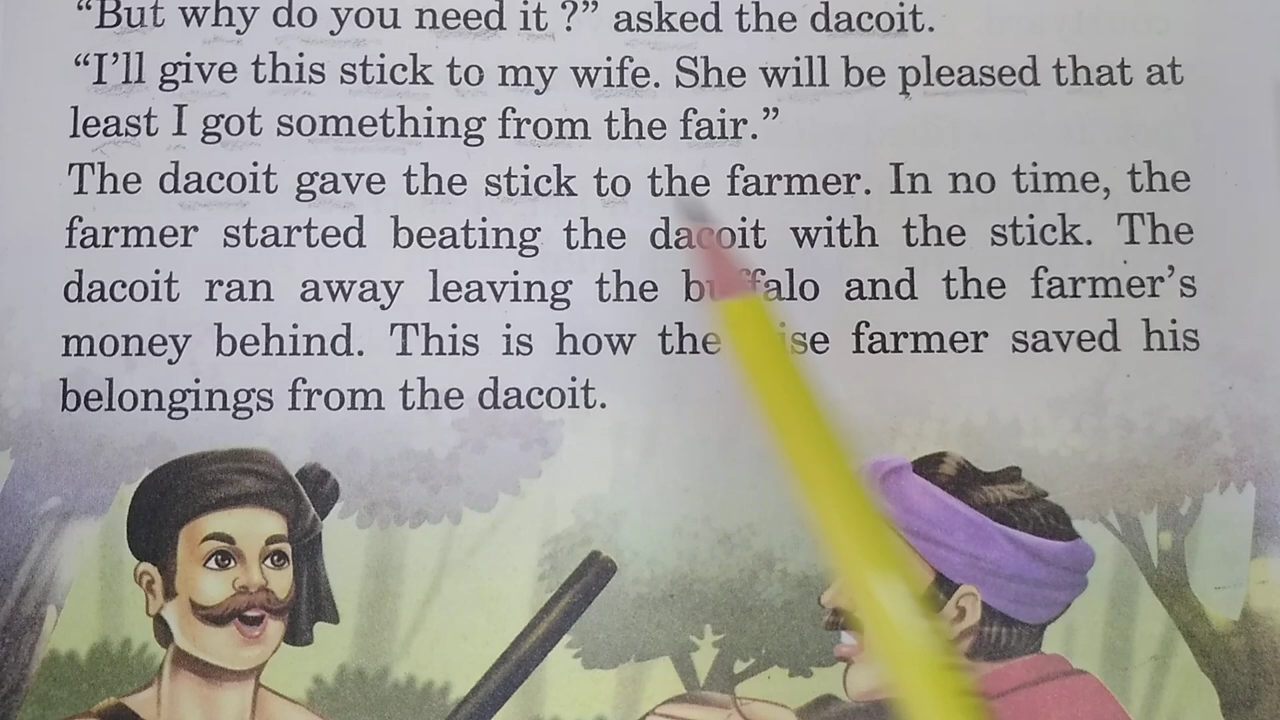 "But why do you need it ?" asked the dacoit.
"I'll give this stick to my wife. She will be pleased that at
least I got something from the fair."
The dacoit gave the stick to the farmer. In no time, the
farmer started beating the dacoit with the stick. The
dacoit ran away leaving the buffalo and the farmer's
money behind. This is how the wise farmer saved his
belongings from the dacoit.